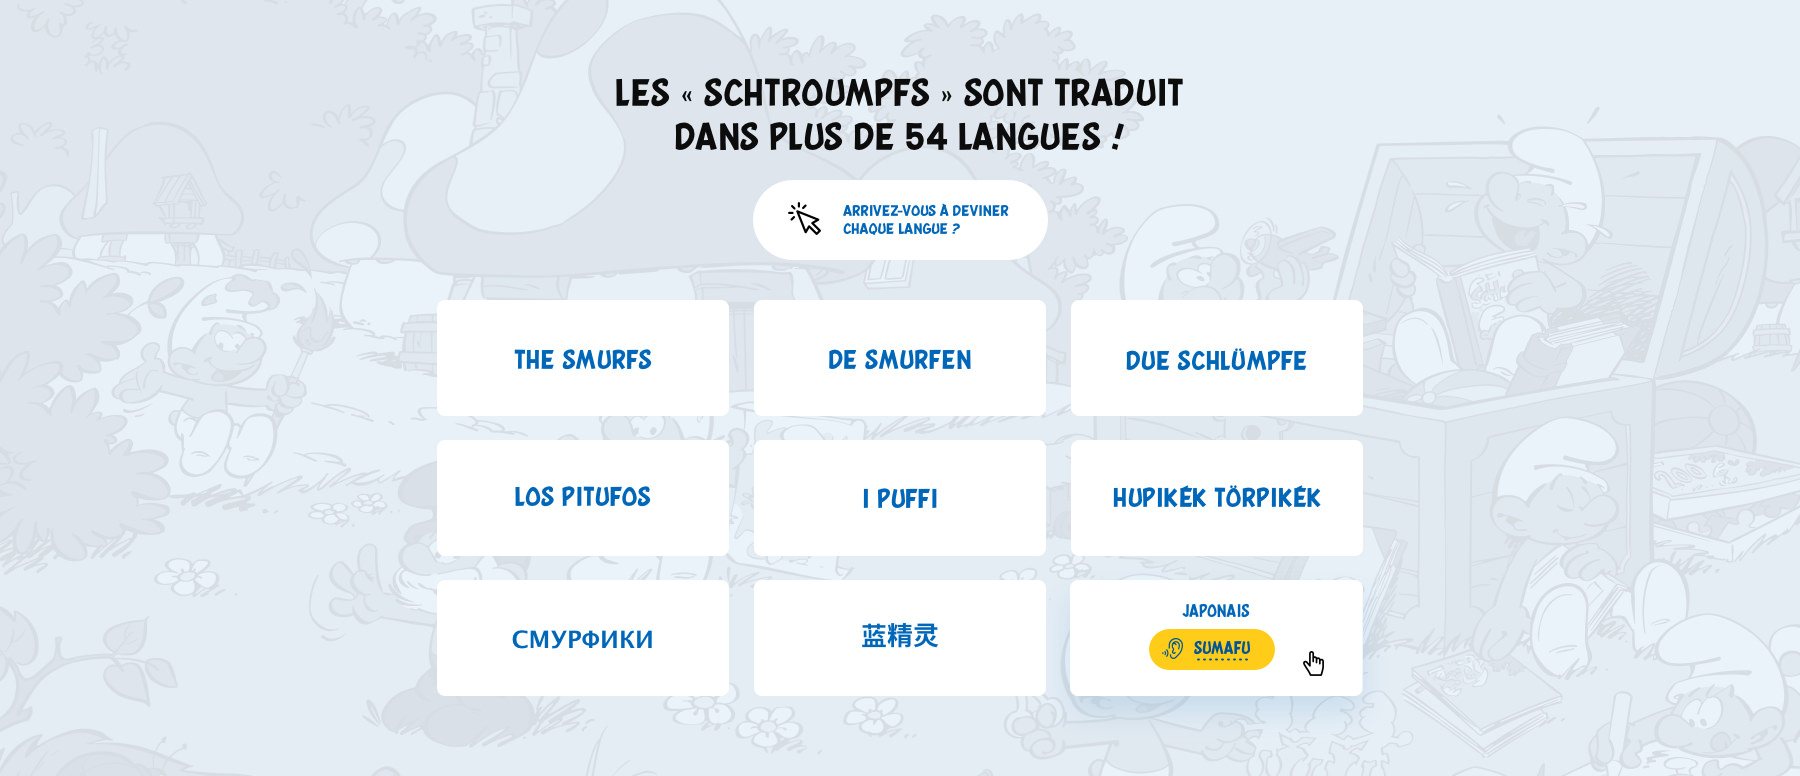 LES « SCHTROUMPFS » SONT TRADUIT
DANS PLUS DE 54 LANGUES !
ARRIVEZ-VOUS À DEVINER
CHAQUE LANGUE ?
THE SMURFS
DE SMURFEN
DUE SCHLÜMPFE
LOS PITUFOS
I PUFFI
HUPIKÉK TÖRPIKÉK
СМУРФИКИ
蓝精灵
JAPONAIS
SUMAFU